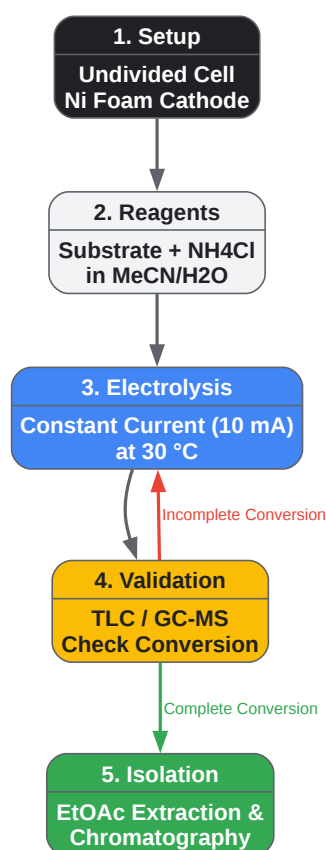 1. Setup
Undivided Cell
Ni Foam Cathode
2. Reagents
Substrate + NH4Cl
in MeCN/H2O
3. Electrolysis
Constant Current (10 mA)
at 30 °C
Incomplete Conversion
4. Validation
TLC / GC-MS
Check Conversion
Complete Conversion
5. Isolation
EtOAc Extraction &
Chromatography